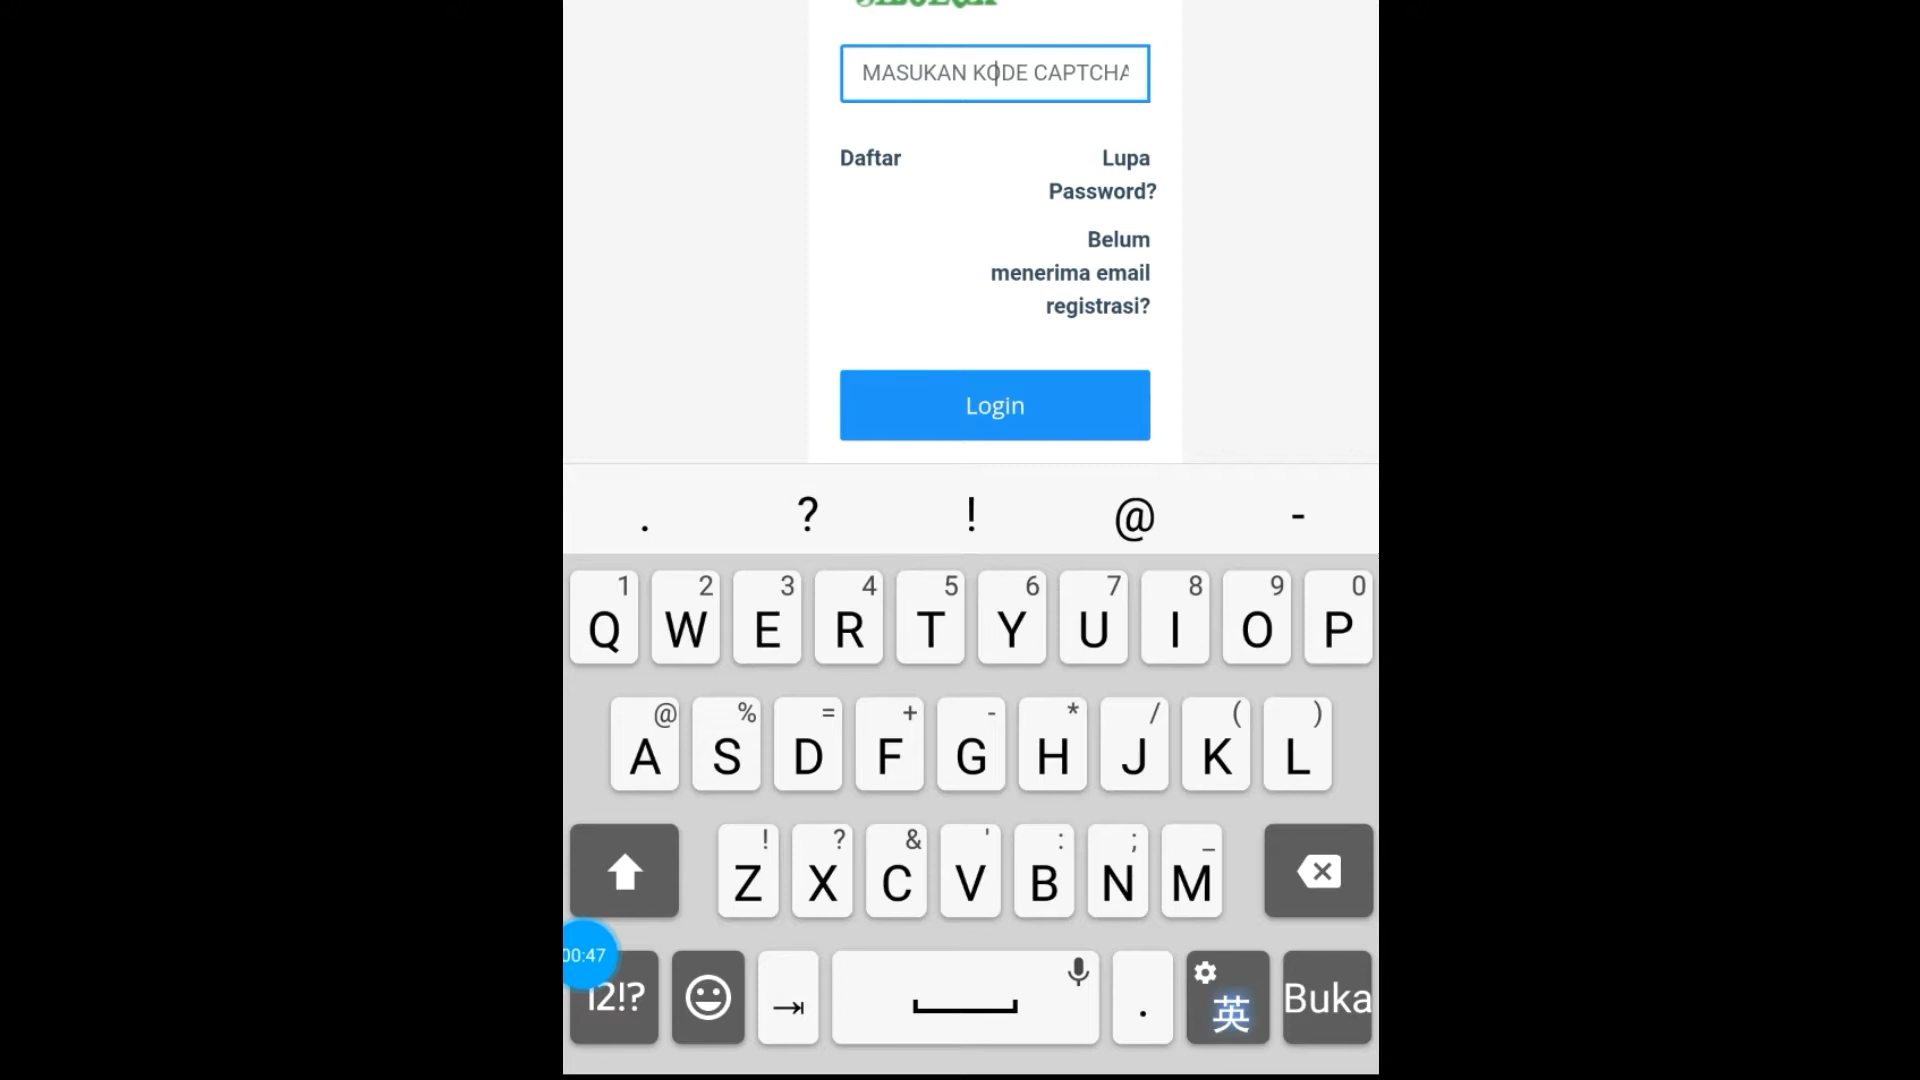 MASUKAN KODE CAPTCHA
Daftar
Lupa
Password?
Belum
menerima email
registrasi?
Login
. ? ! @ -
1 2 3 4 5 6 7 8 9 0
Q W E R T Y U I O P
@ % = + - * / ( )
A S D F G H J K L
! ? & ' : ; _
Z X C V B N M
00:47
12!?
.
英
Buka